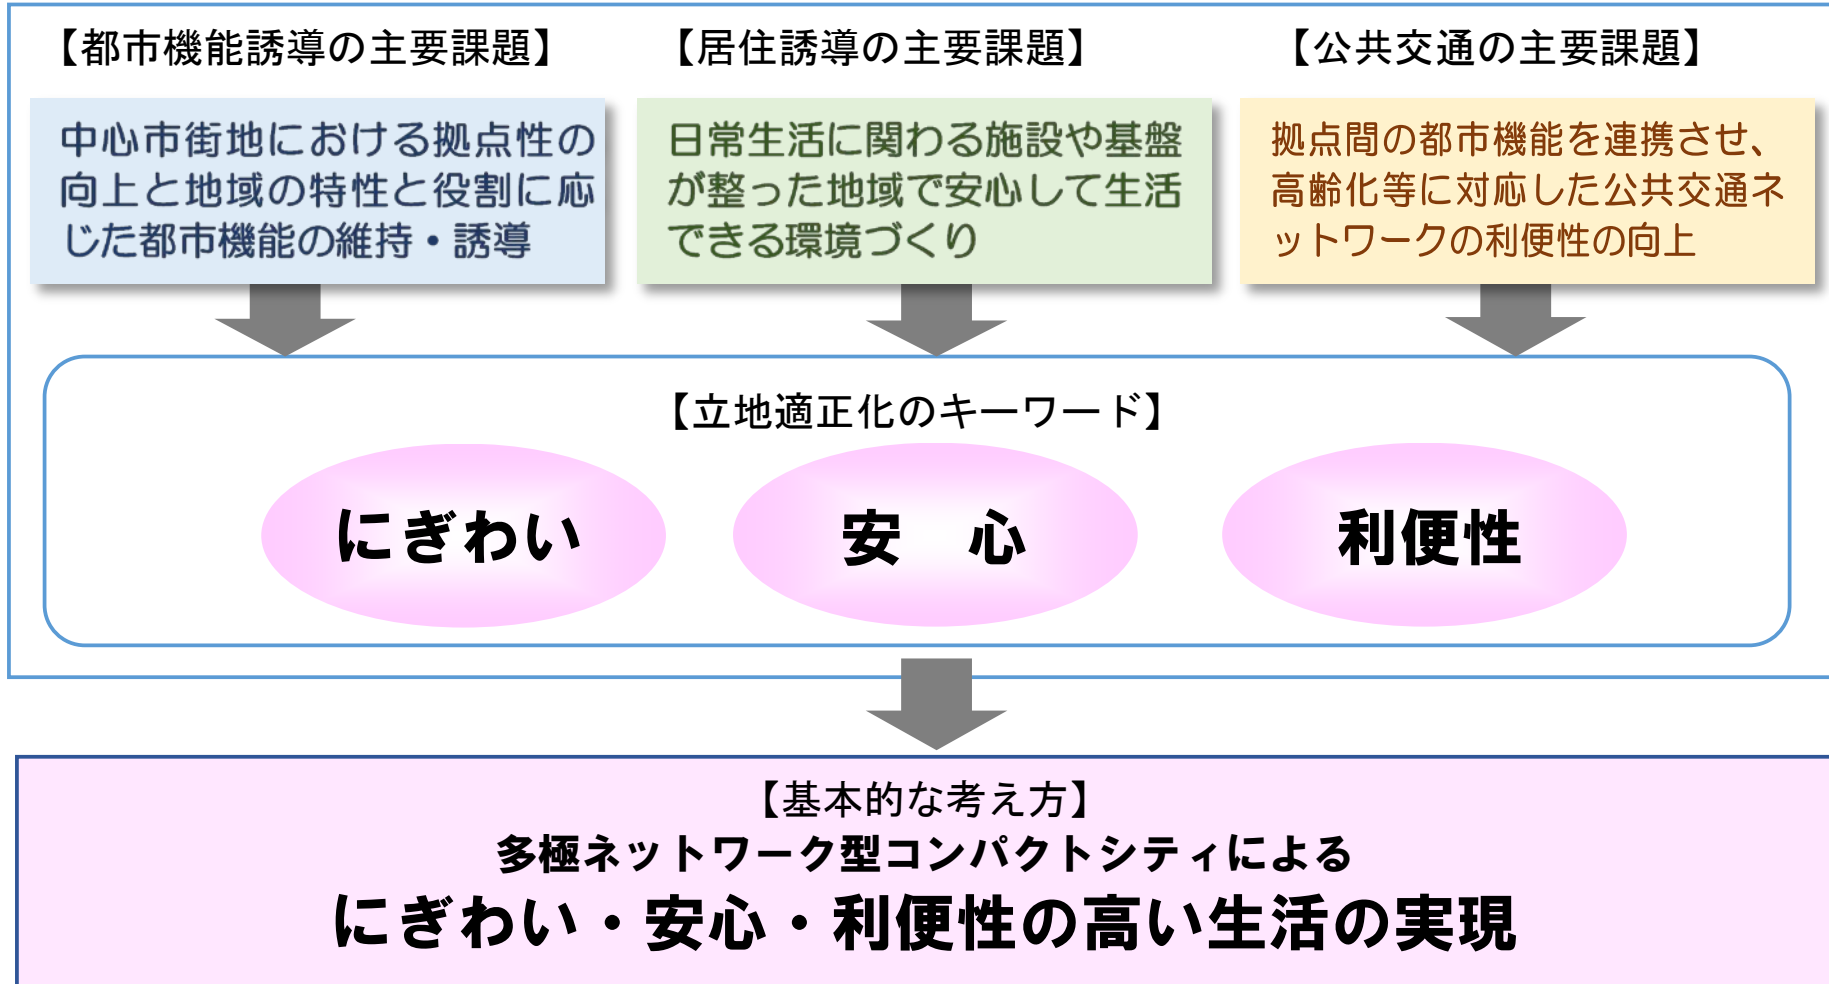 【都市機能誘導の主要課題】
中心市街地における拠点性の
向上と地域の特性と役割に応
じた都市機能の維持・誘導
【居住誘導の主要課題】
日常生活に関わる施設や基盤
が整った地域で安心して生活
できる環境づくり
【公共交通の主要課題】
拠点間の都市機能を連携させ、
高齢化等に対応した公共交通ネ
ットワークの利便性の向上
【立地適正化のキーワード】
にぎわい
安　心
利便性
【基本的な考え方】
多極ネットワーク型コンパクトシティによる
にぎわい・安心・利便性の高い生活の実現